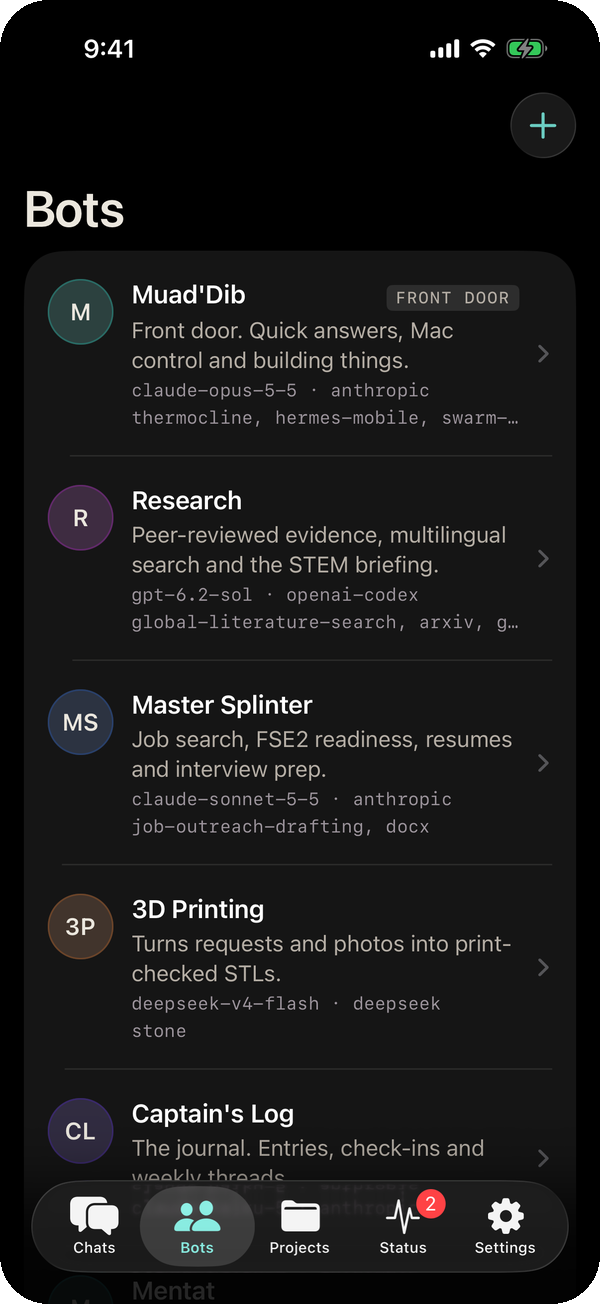 9:41
Bots
M
Muad'Dib
FRONT DOOR
Front door. Quick answers, Mac
control and building things.
claude-opus-5-5 · anthropic
thermocline, hermes-mobile, swarm-…
R
Research
Peer-reviewed evidence, multilingual
search and the STEM briefing.
gpt-6.2-sol · openai-codex
global-literature-search, arxiv, g…
MS
Master Splinter
Job search, FSE2 readiness, resumes
and interview prep.
claude-sonnet-5-5 · anthropic
job-outreach-drafting, docx
3P
3D Printing
Turns requests and photos into print-
checked STLs.
deepseek-v4-flash · deepseek
stone
CL
Captain's Log
The journal. Entries, check-ins and
weekly threads
Chats
Bots
Projects
2
Status
Settings
M
Mentat